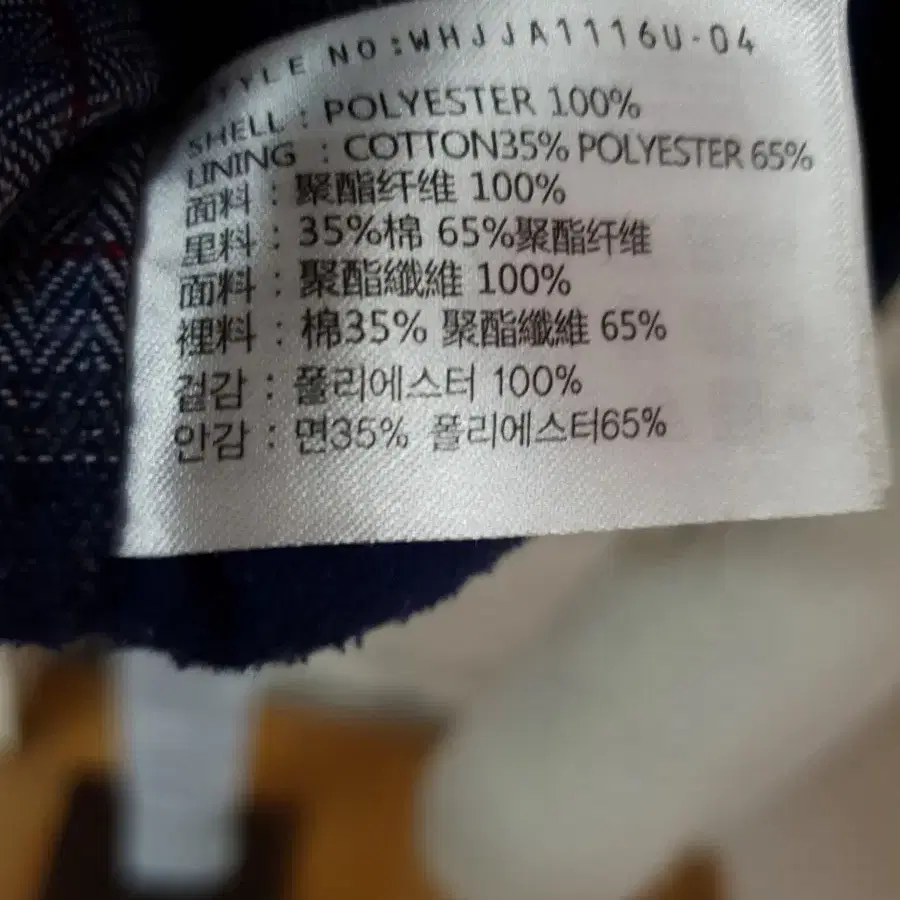 STYLE NO:WHJJA1116U-04
SHELL : POLYESTER 100%
LINING : COTTON35% POLYESTER 65%
面料 : 聚酯纤维 100%
里料 : 35%棉 65%聚酯纤维
面料 : 聚酯纖維 100%
裡料 : 棉35% 聚酯纖維 65%
겉감 : 폴리에스터 100%
안감 : 면35% 폴리에스터65%